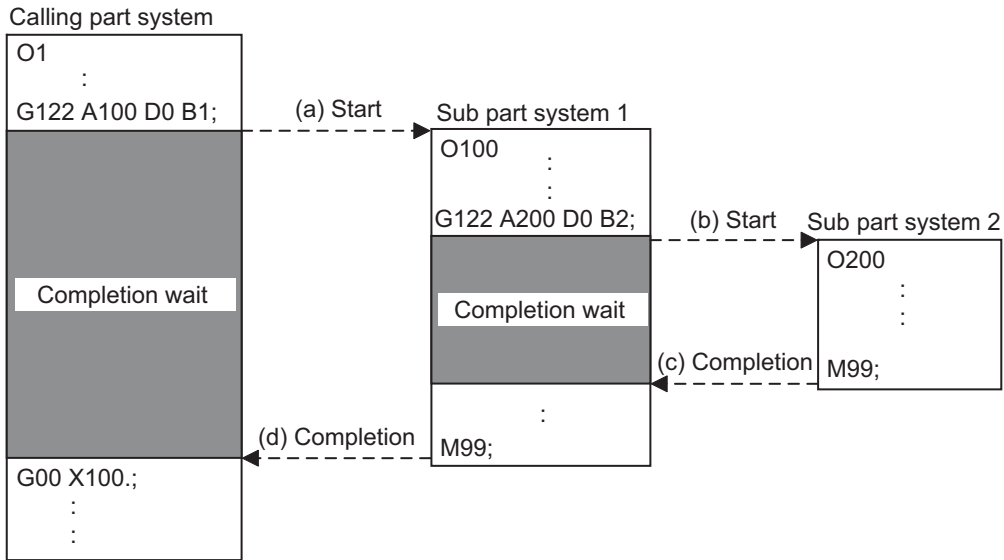 Calling part system
O1
:
G122 A100 D0 B1;
(a) Start
Sub part system 1
O100
:
:
G122 A200 D0 B2;
(b) Start
Sub part system 2
O200
:
:
M99;
Completion wait
Completion wait
(c) Completion
:
M99;
(d) Completion
G00 X100.;
:
: